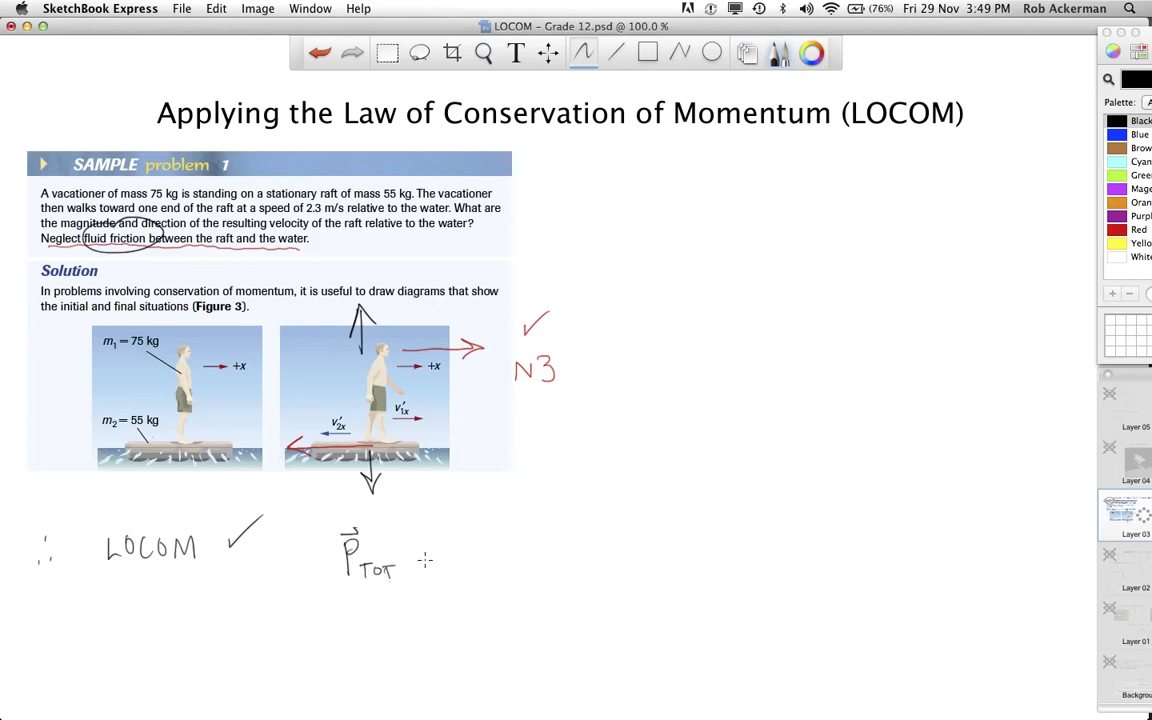 SketchBook Express File Edit Image Window Help (76%) Fri 29 Nov 3:49 PM Rob Ackerman
LOCOM - Grade 12.psd @ 100.0 %
T
Applying the Law of Conservation of Momentum (LOCOM)
SAMPLE problem 1
A vacationer of mass 75 kg is standing on a stationary raft of mass 55 kg. The vacationer
then walks toward one end of the raft at a speed of 2.3 m/s relative to the water. What are
the magnitude and direction of the resulting velocity of the raft relative to the water?
Neglect fluid friction between the raft and the water.
Solution
In problems involving conservation of momentum, it is useful to draw diagrams that show
the initial and final situations (Figure 3).
m₁ = 75 kg
+x
m₂ = 55 kg
+x
v′₁ₓ
v′₂ₓ
✓
N3
∴ LOCOM ✓ p⃗ TOT
Palette:
Black
Blue
Brow
Cyan
Gree
Mage
Oran
Purpl
Red
Yello
White
Layer 05
Layer 04
Layer 03
Layer 02
Layer 01
Backgrou